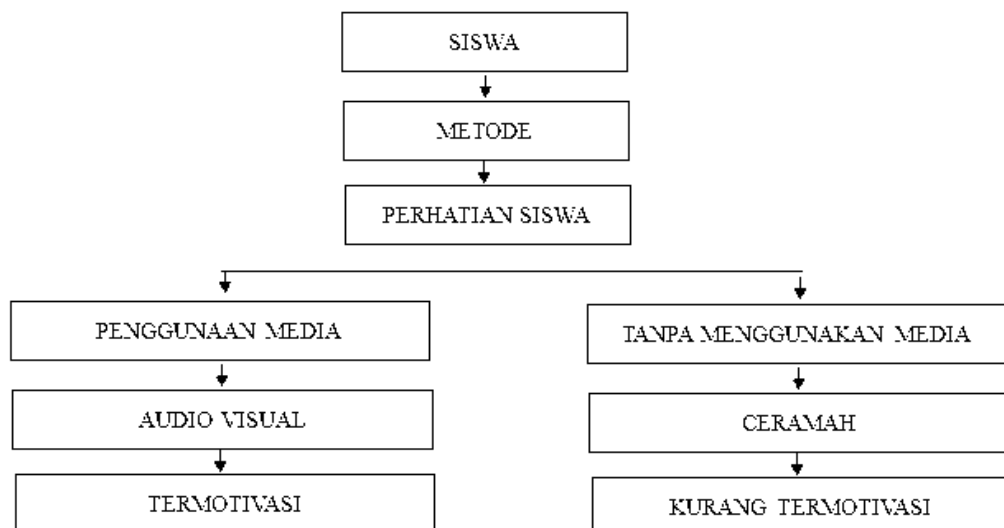 SISWA
METODE
PERHATIAN SISWA
PENGGUNAAN MEDIA
TANPA MENGGUNAKAN MEDIA
AUDIO VISUAL
CERAMAH
TERMOTIVASI
KURANG TERMOTIVASI